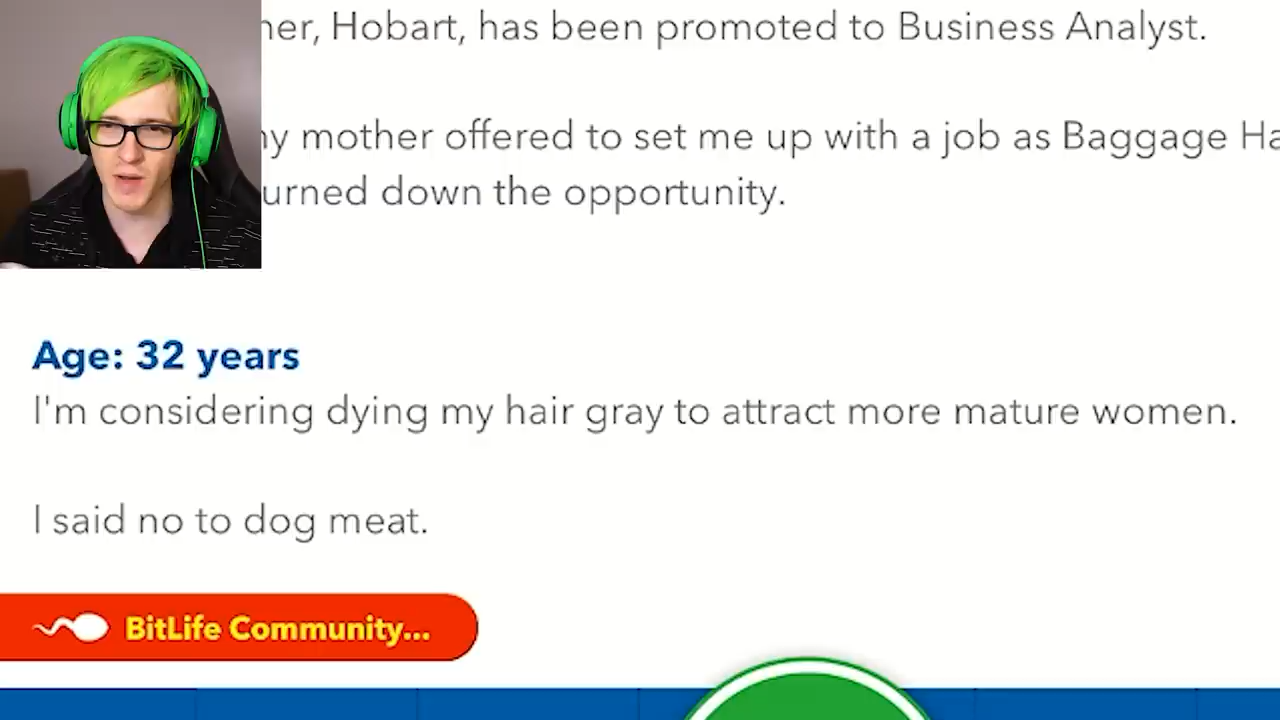 her, Hobart, has been promoted to Business Analyst.
my mother offered to set me up with a job as Baggage Ha
urned down the opportunity.
Age: 32 years
I'm considering dying my hair gray to attract more mature women.
I said no to dog meat.
BitLife Community...